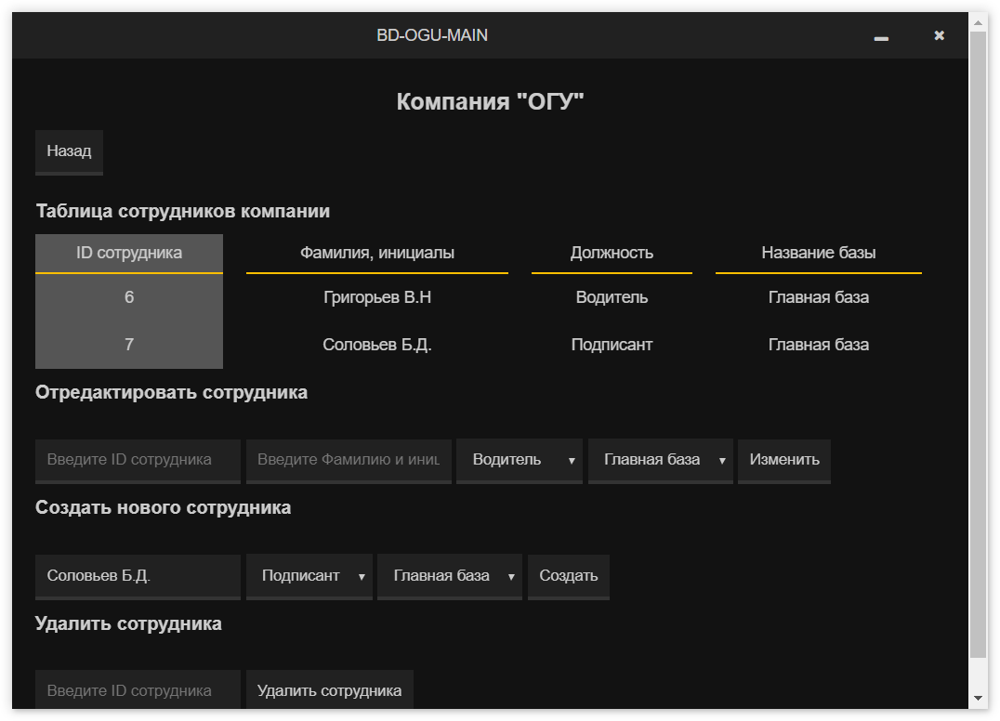 BD-OGU-MAIN
Компания "ОГУ"
Назад
Таблица сотрудников компании
ID сотрудника Фамилия, инициалы Должность Название базы
6 Григорьев В.Н Водитель Главная база
7 Соловьев Б.Д. Подписант Главная база
Отредактировать сотрудника
Введите ID сотрудника Введите Фамилию и иниц Водитель Главная база Изменить
Создать нового сотрудника
Соловьев Б.Д. Подписант Главная база Создать
Удалить сотрудника
Введите ID сотрудника Удалить сотрудника